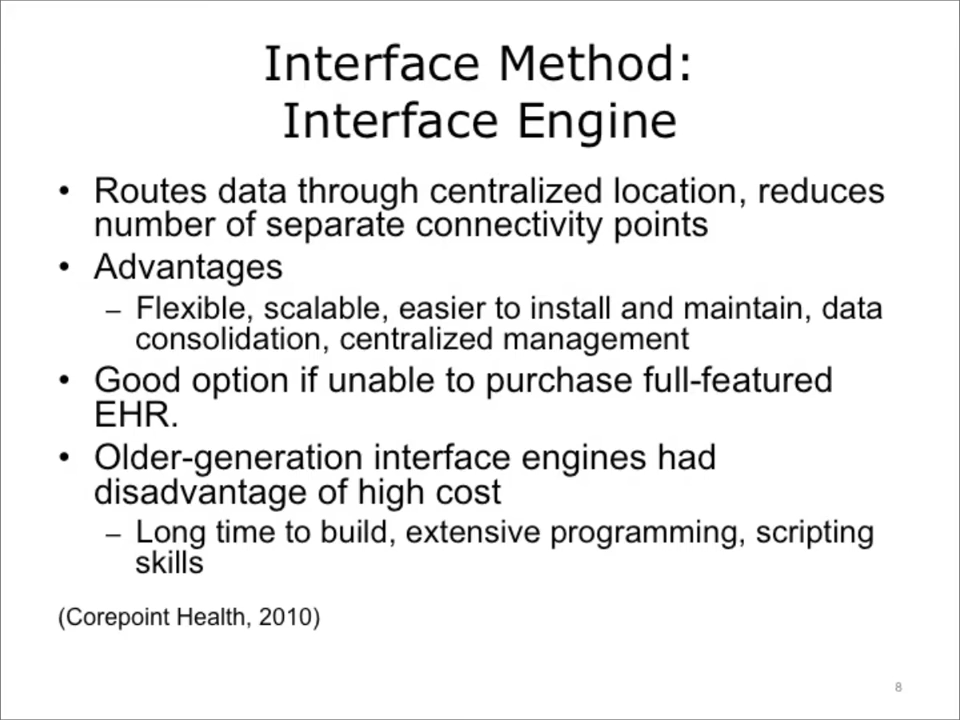 Interface Method:
Interface Engine
• Routes data through centralized location, reduces
number of separate connectivity points
• Advantages
– Flexible, scalable, easier to install and maintain, data
consolidation, centralized management
• Good option if unable to purchase full-featured
EHR.
• Older-generation interface engines had
disadvantage of high cost
– Long time to build, extensive programming, scripting
skills
(Corepoint Health, 2010)
8